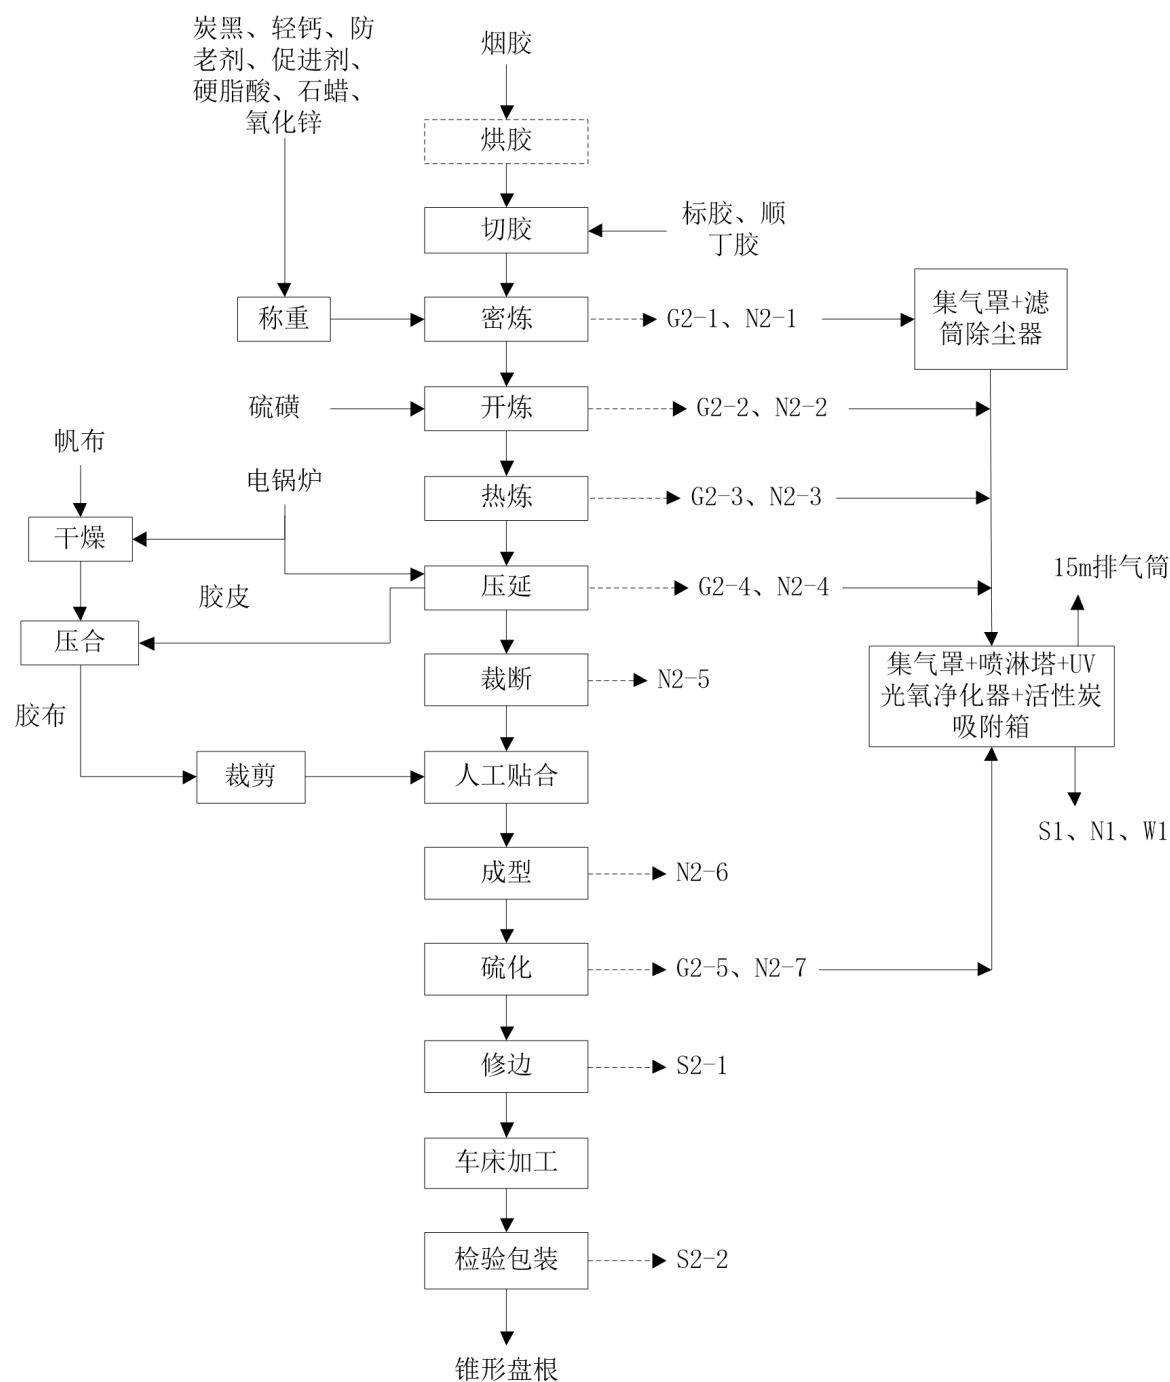 炭黑、轻钙、防
老剂、促进剂、
硬脂酸、石蜡、
氧化锌
烟胶
烘胶
切胶
标胶、顺
丁胶
称重
密炼
G2-1、N2-1
集气罩+滤
筒除尘器
硫磺
开炼
G2-2、N2-2
帆布
电锅炉
热炼
G2-3、N2-3
干燥
胶皮
压延
G2-4、N2-4
15m排气筒
压合
裁断
N2-5
集气罩+喷淋塔+UV
光氧净化器+活性炭
吸附箱
胶布
裁剪
人工贴合
S1、N1、W1
成型
N2-6
硫化
G2-5、N2-7
修边
S2-1
车床加工
检验包装
S2-2
锥形盘根